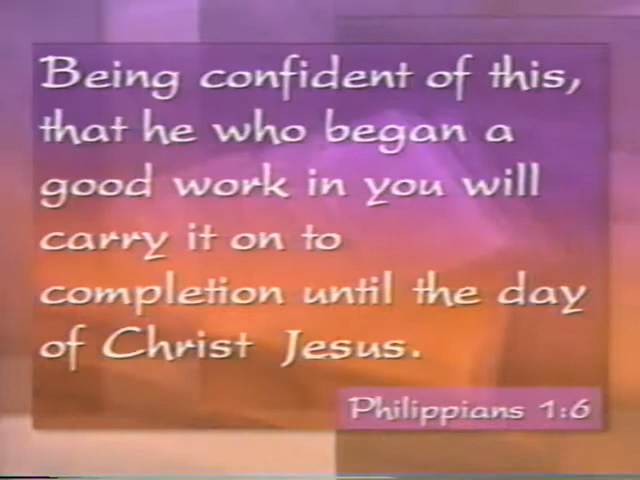 Being confident of this,
that he who began a
good work in you will
carry it on to
completion until the day
of Christ Jesus.
Philippians 1:6